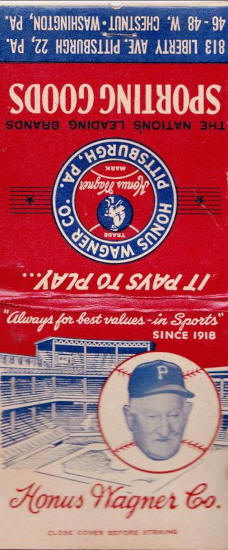 46-48 W. CHESTNUT • WASHINGTON, PA.
813 LIBERTY AVE. PITTSBURGH 22, PA.
SPORTING GOODS
THE NATIONS LEADING BRANDS
HONUS WAGNER CO.
PITTSBURGH, PA.
TRADE
Honus Wagner
MARK
IT PAYS TO PLAY...
"Always for best values - in Sports"
SINCE 1918
P
Honus Wagner Co.
CLOSE COVER BEFORE STRIKING